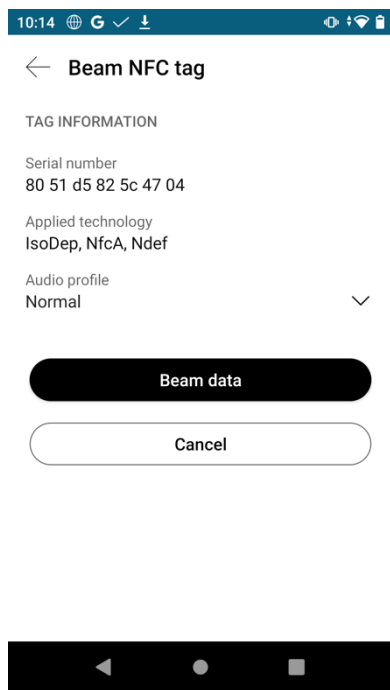 10:14 G
Beam NFC tag
TAG INFORMATION
Serial number
80 51 d5 82 5c 47 04
Applied technology
IsoDep, NfcA, Ndef
Audio profile
Normal
Beam data
Cancel